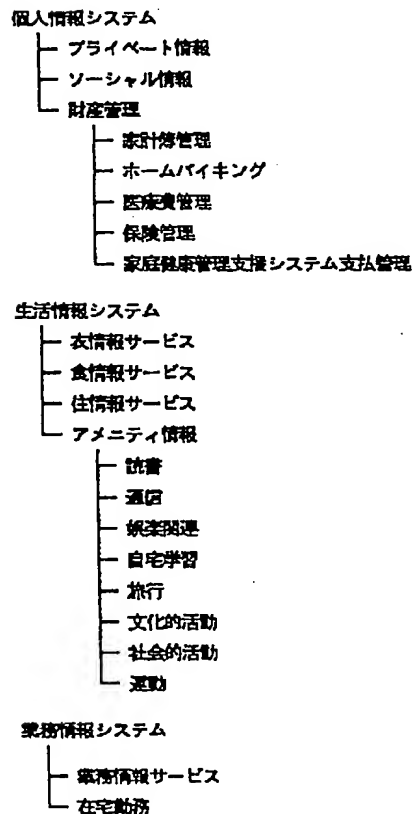 個人情報システム
プライベート情報
ソーシャル情報
財産管理
家計簿管理
ホームバイキング
医療費管理
保険管理
家庭健康管理支援システム支払管理
生活情報システム
衣情報サービス
食情報サービス
住情報サービス
アメニティ情報
読書
通信
娯楽関連
自宅学習
旅行
文化的活動
社会的活動
運動
業務情報システム
業務情報サービス
在宅勤務